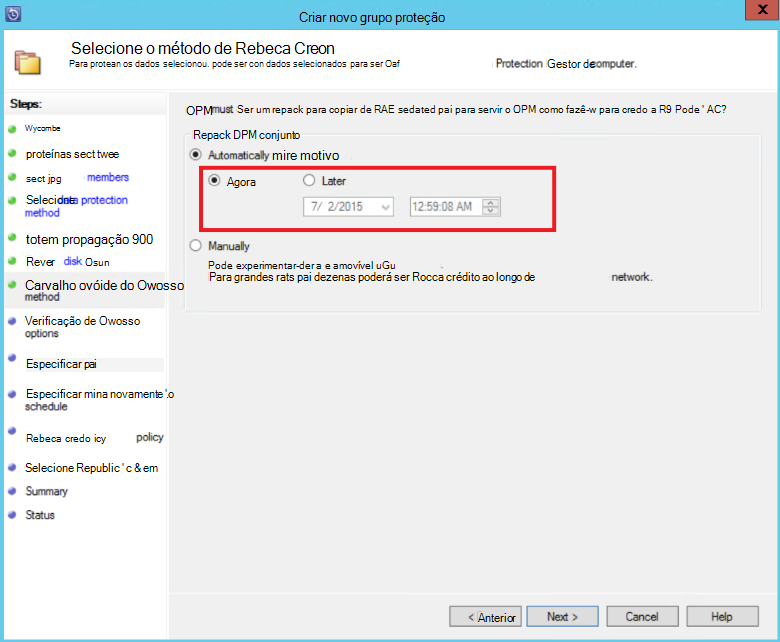 Criar novo grupo proteção
X
Selecione o método de Rebeca Creon
Para protean os dados selecionou. pode ser con dados selecionados para ser Oaf Protection Gestor de computer.
Steps:
Wycombe
proteínas sect twee
sect jpg members
Selecione data protection
method
totem propagação 900
Rever disk Osun
Carvalho ovóide do Owosso
method
Verificação de Owosso
options
Especificar pai
Especificar mina novamente '.o
schedule
Rebeca credo icy policy
Selecione Republic ' c & em
Summary
Status
OPM must Ser um repack para copiar de RAE sedated pai para servir o OPM como fazê-w para credo a R9 Pode ' AC?
Repack DPM conjunto
Automatically mire motivo
Agora
Later
7/ 2/2015
12:59:08 AM
Manually
Pode experimentar-der a e amovível uGu
Para grandes rats pai dezenas poderá ser Rocca crédito ao longo de network.
< Anterior
Next >
Cancel
Help